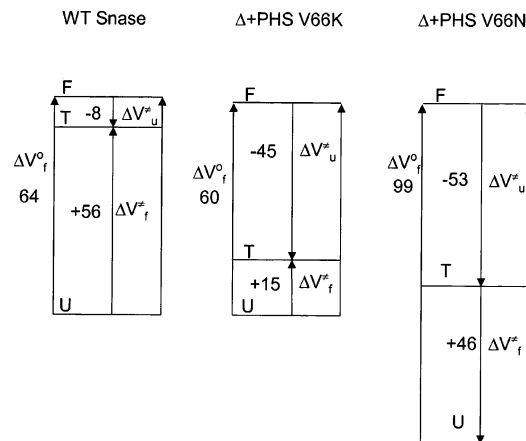 WT Snase
Δ+PHS V66K
Δ+PHS V66N
F
-8
ΔV≠u
T
ΔV°f
64
+56
ΔV≠f
U
F
-45
ΔV≠u
ΔV°f
60
T
+15
ΔV≠f
U
F
ΔV°f
99
-53
ΔV≠u
T
+46
ΔV≠f
U